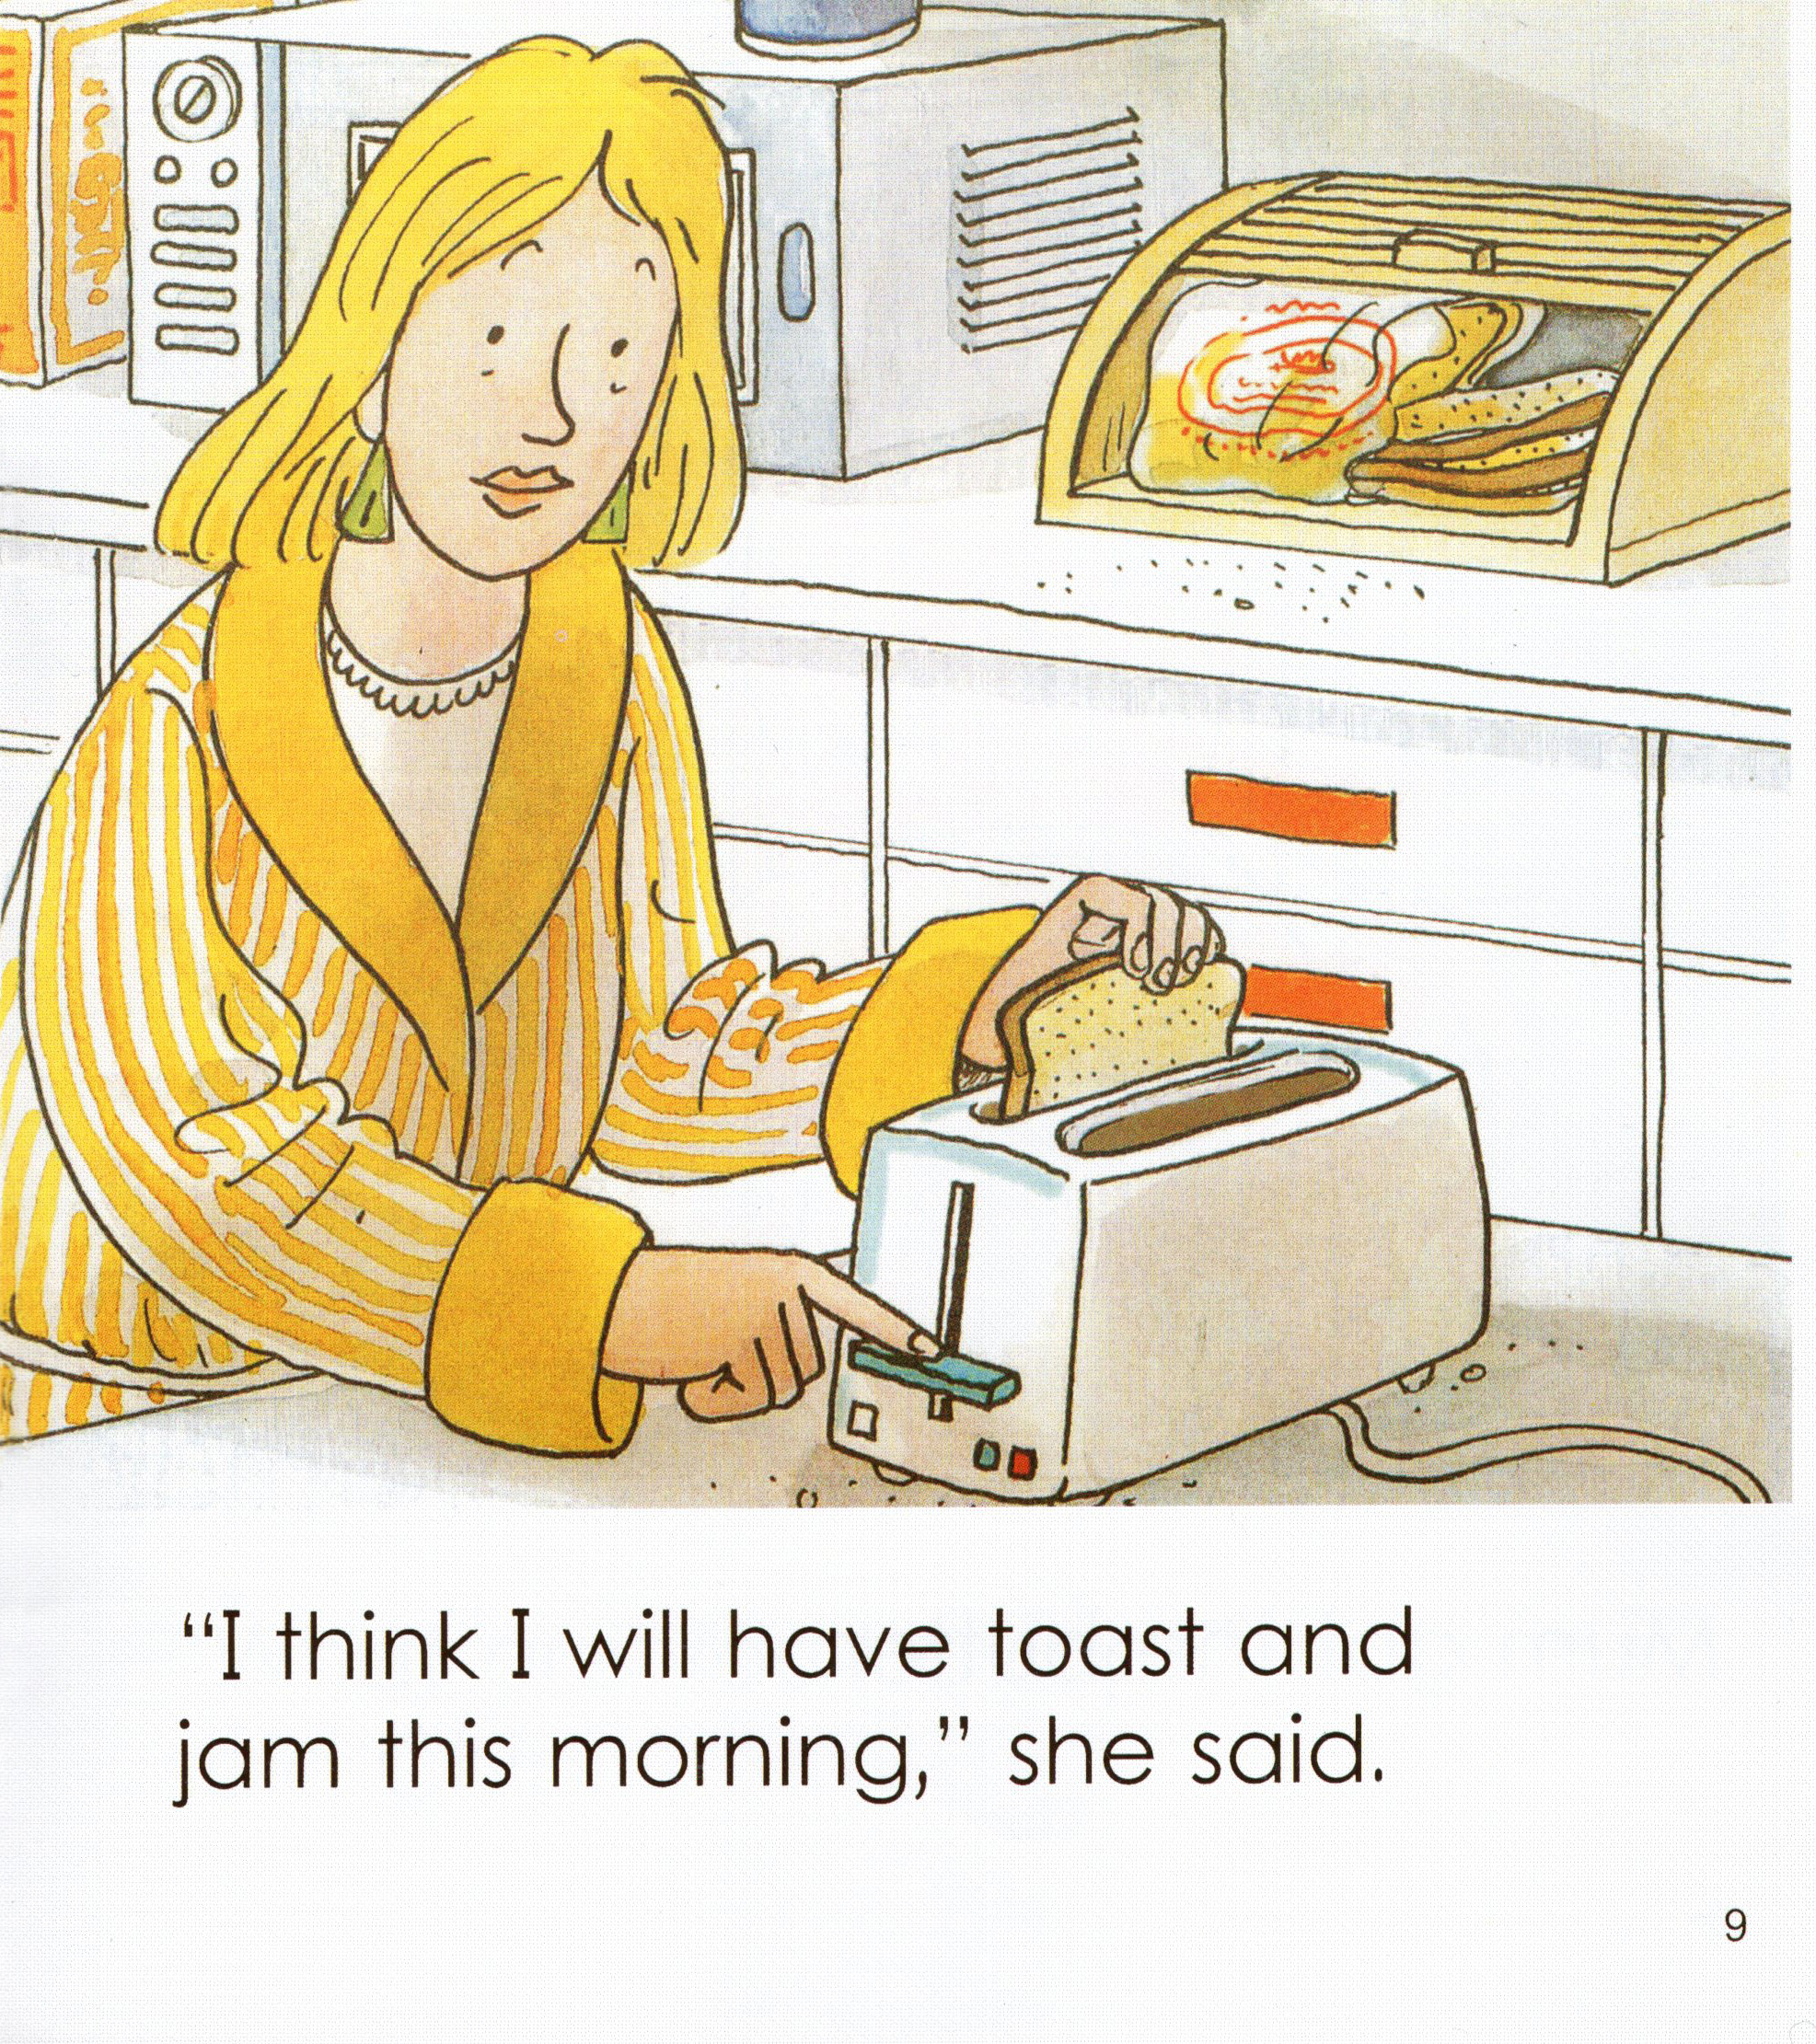 “I think I will have toast and
jam this morning,” she said.
9